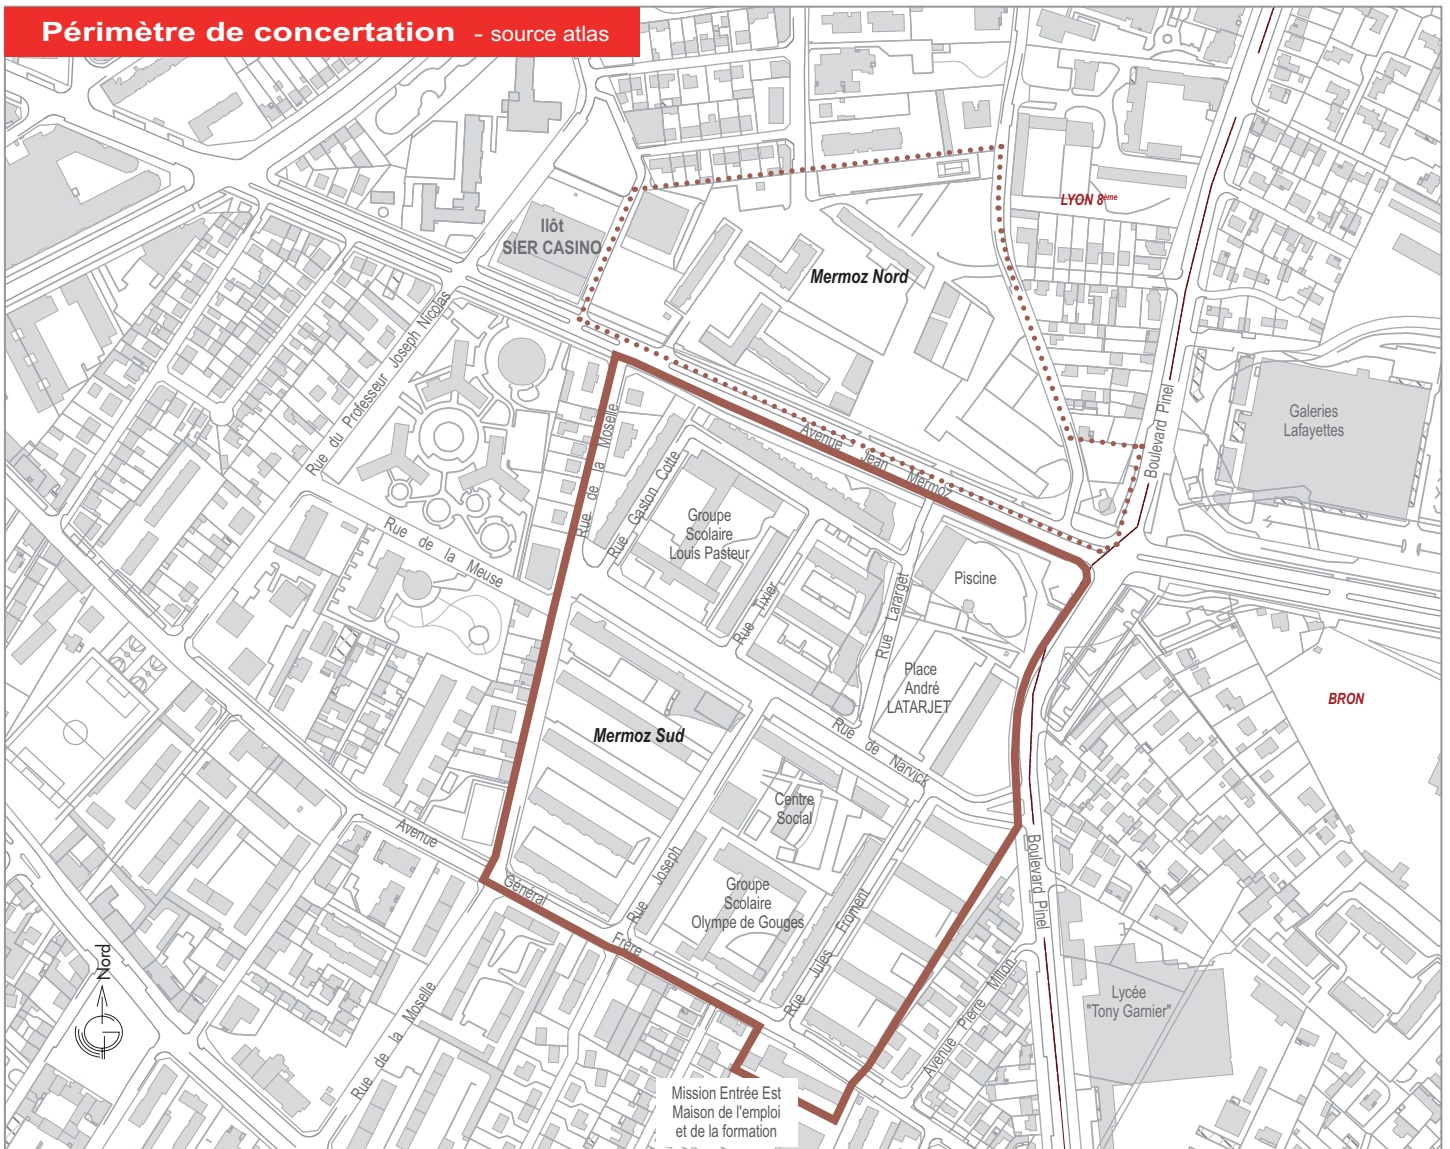 Périmètre de concertation - source atlas
LYON 8ème
Ilôt
SIER CASINO
Mermoz Nord
Rue du Professeur Joseph Nicolas
Boulevard Pinel
Galeries
Lafayettes
Rue de la Moselle
Avenue Jean Mermoz
Rue Gaston Cotte
Groupe
Scolaire
Louis Pasteur
Rue de la Meuse
Piscine
Rue Tixier
Rue Lararget
Place
André
LATARJET
BRON
Mermoz Sud
Rue de Narvick
Centre
Social
Avenue Général Frère
Rue Joseph
Groupe
Scolaire
Olympe de Gouges
Rue Jules Froment
Boulevard Pinel
Nord
Rue de la Moselle
Avenue Pierre Millon
Lycée
"Tony Garnier"
Mission Entrée Est
Maison de l'emploi
et de la formation